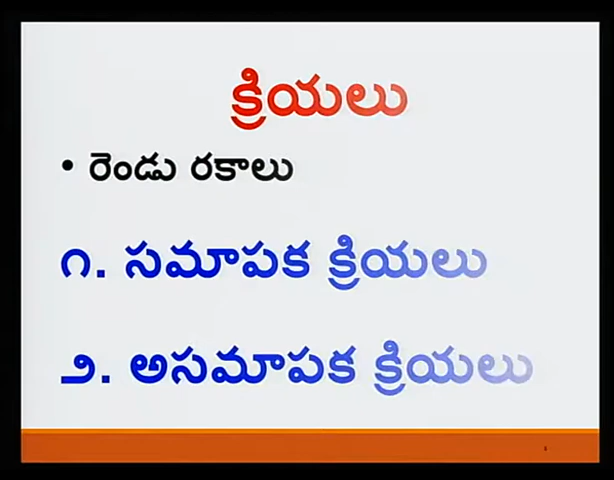 క్రియలు
• రెండు రకాలు
౧. సమాపక క్రియలు
౨. అసమాపక క్రియలు